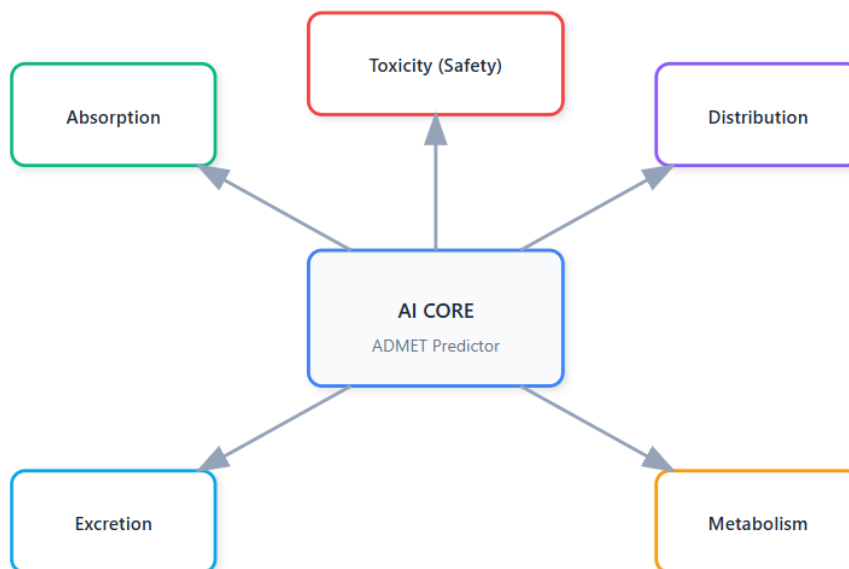 Toxicity (Safety)
Absorption
Distribution
AI CORE
ADMET Predictor
Excretion
Metabolism